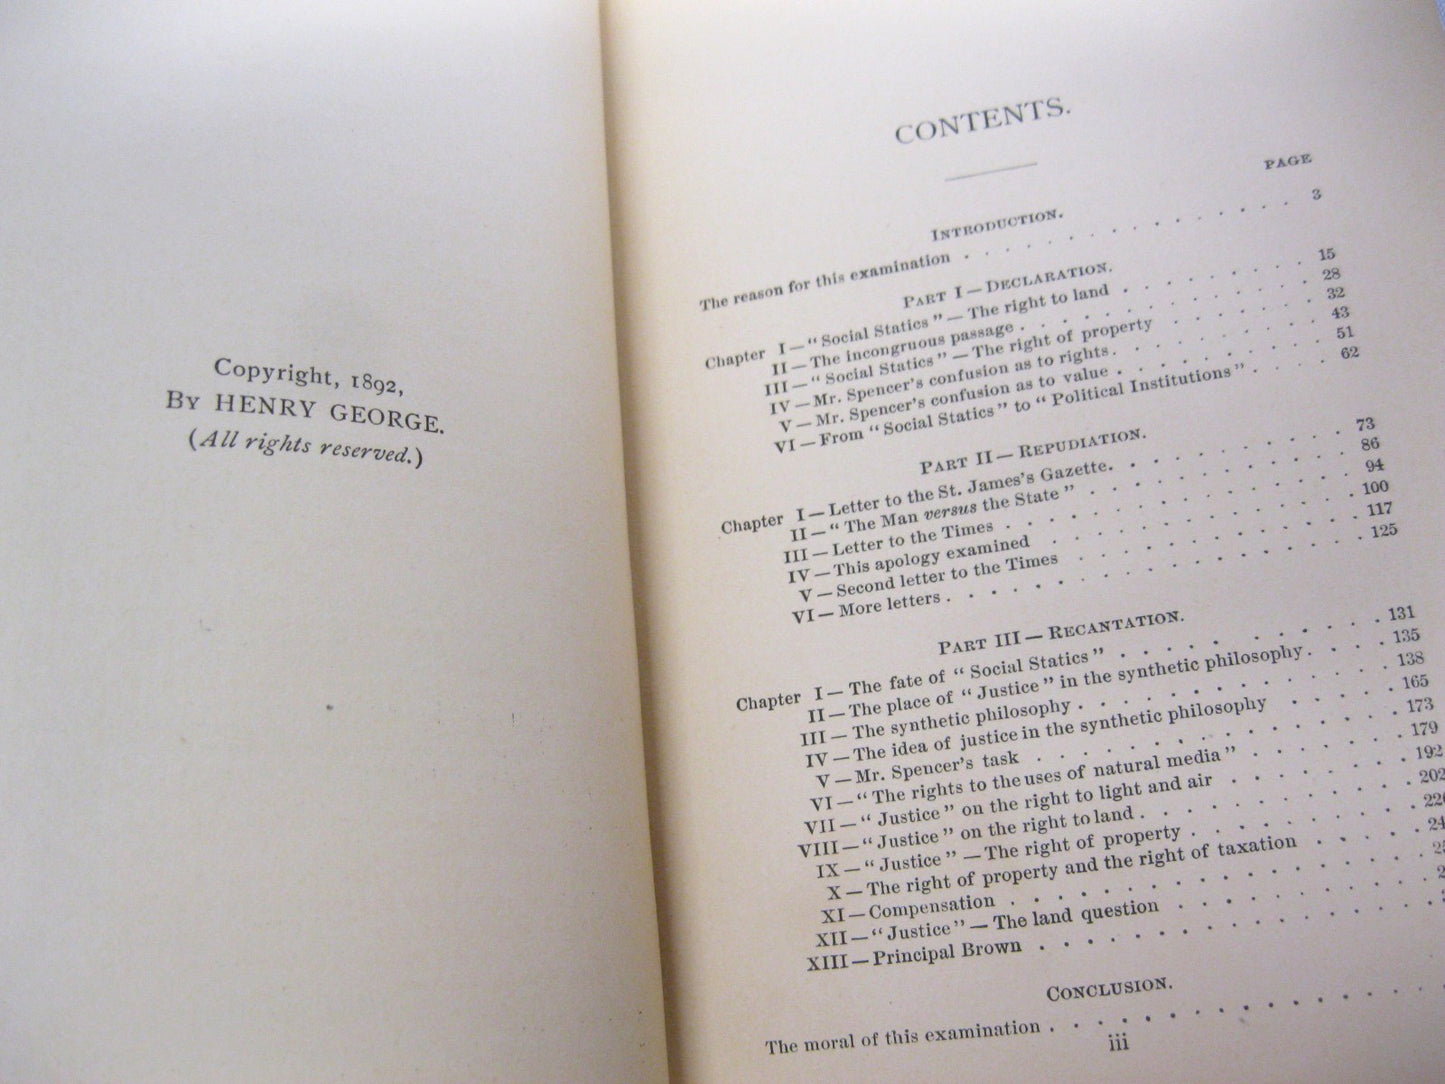 Copyright, 1892,
By HENRY GEORGE.
(All rights reserved.)
CONTENTS.
PAGE
INTRODUCTION.
The reason for this examination . . . . . . . . . . . . . 3
PART I—DECLARATION.
Chapter I—"Social Statics"—The right to land . . . . . . . . 15
II—The incongruous passage . . . . . . . . . . . . 28
III—"Social Statics"—The right of property . . . . . . 32
IV—Mr. Spencer's confusion as to rights . . . . . . . . 43
V—Mr. Spencer's confusion as to value . . . . . . . . 51
VI—From "Social Statics" to "Political Institutions" . . . . 62
PART II—REPUDIATION.
Chapter I—Letter to the St. James's Gazette . . . . . . . . . 73
II—"The Man versus the State" . . . . . . . . . . . 86
III—Letter to the Times . . . . . . . . . . . . . . 94
IV—This apology examined . . . . . . . . . . . . 100
V—Second letter to the Times . . . . . . . . . . . 117
VI—More letters . . . . . . . . . . . . . . . . 125
PART III—RECANTATION.
Chapter I—The fate of "Social Statics" . . . . . . . . . . 131
II—The place of "Justice" in the synthetic philosophy . . . . 135
III—The synthetic philosophy . . . . . . . . . . . . 138
IV—The idea of justice in the synthetic philosophy . . . . . 165
V—Mr. Spencer's task . . . . . . . . . . . . . . 173
VI—"The rights to the uses of natural media" . . . . . . . 179
VII—"Justice" on the right to light and air . . . . . . . . 192
VIII—"Justice" on the right to land . . . . . . . . . . . 202
IX—"Justice"—The right of property . . . . . . . . .
X—The right of property and the right of taxation . . . . .
XI—Compensation . . . . . . . . . . . . . . .
XII—"Justice"—The land question . . . . . . . . . .
XIII—Principal Brown . . . . . . . . . . . . . .
CONCLUSION.
The moral of this examination . . . . . . . . . . . . .
iii